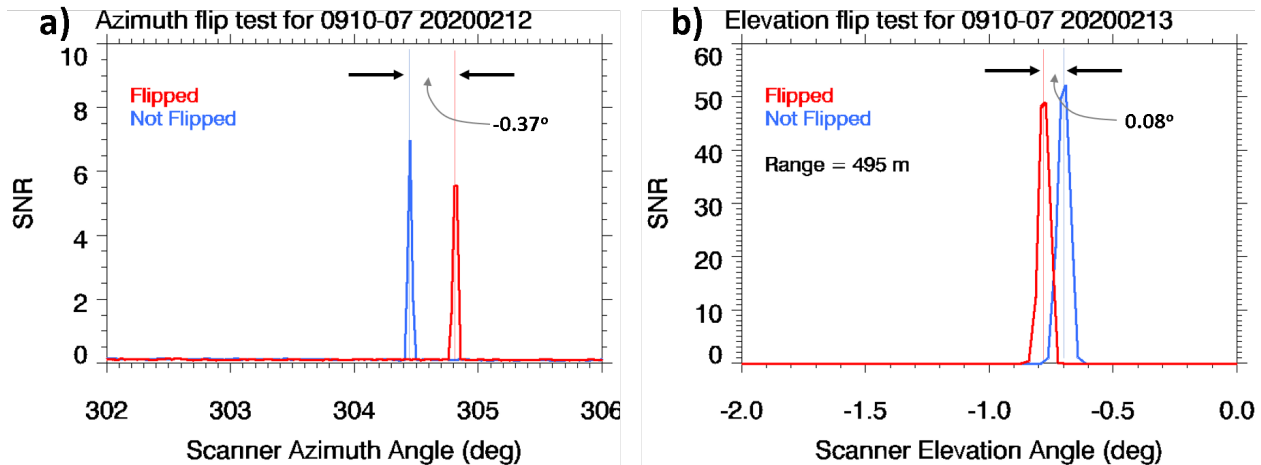 a) Azimuth flip test for 0910-07 20200212
10
8
6
4
2
0
SNR
Flipped
Not Flipped
-0.37º
302 303 304 305 306
Scanner Azimuth Angle (deg)
b) Elevation flip test for 0910-07 20200213
60
50
40
30
20
10
0
SNR
Flipped
Not Flipped
0.08º
Range = 495 m
-2.0 -1.5 -1.0 -0.5 0.0
Scanner Elevation Angle (deg)